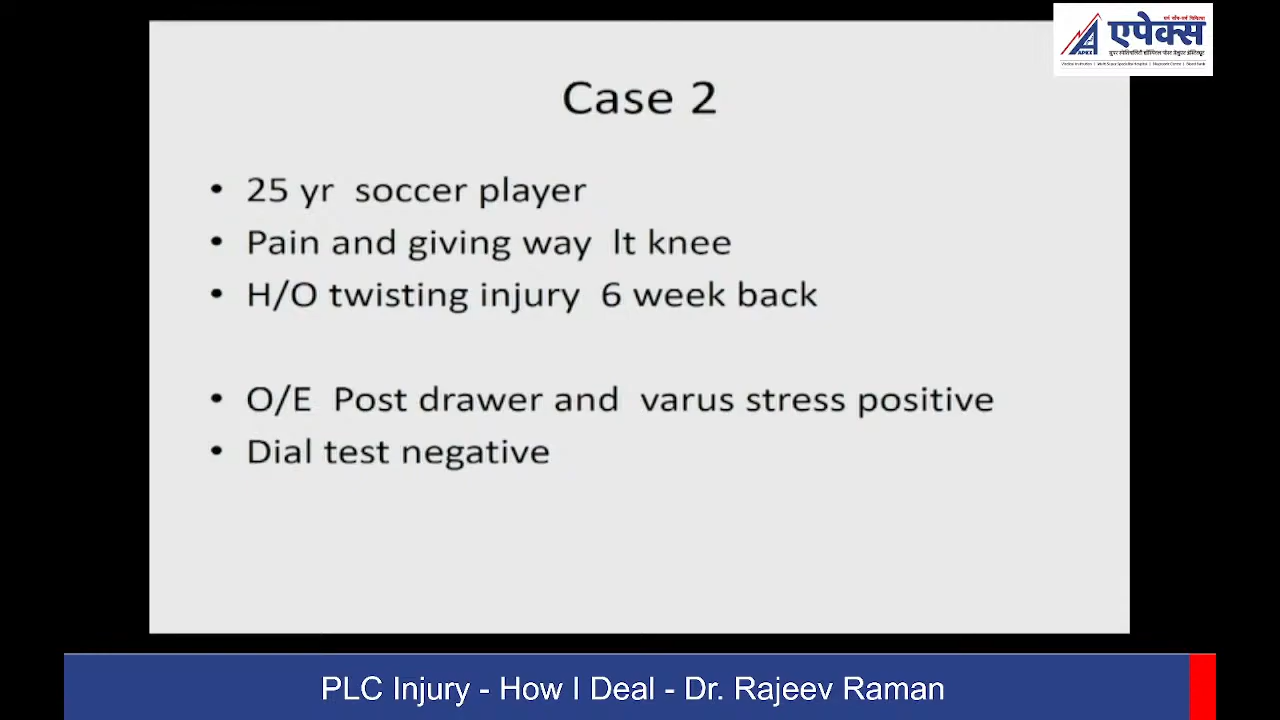 एपेक्स
Case 2
• 25 yr soccer player
• Pain and giving way lt knee
• H/O twisting injury 6 week back
• O/E Post drawer and varus stress positive
• Dial test negative
PLC Injury - How I Deal - Dr. Rajeev Raman